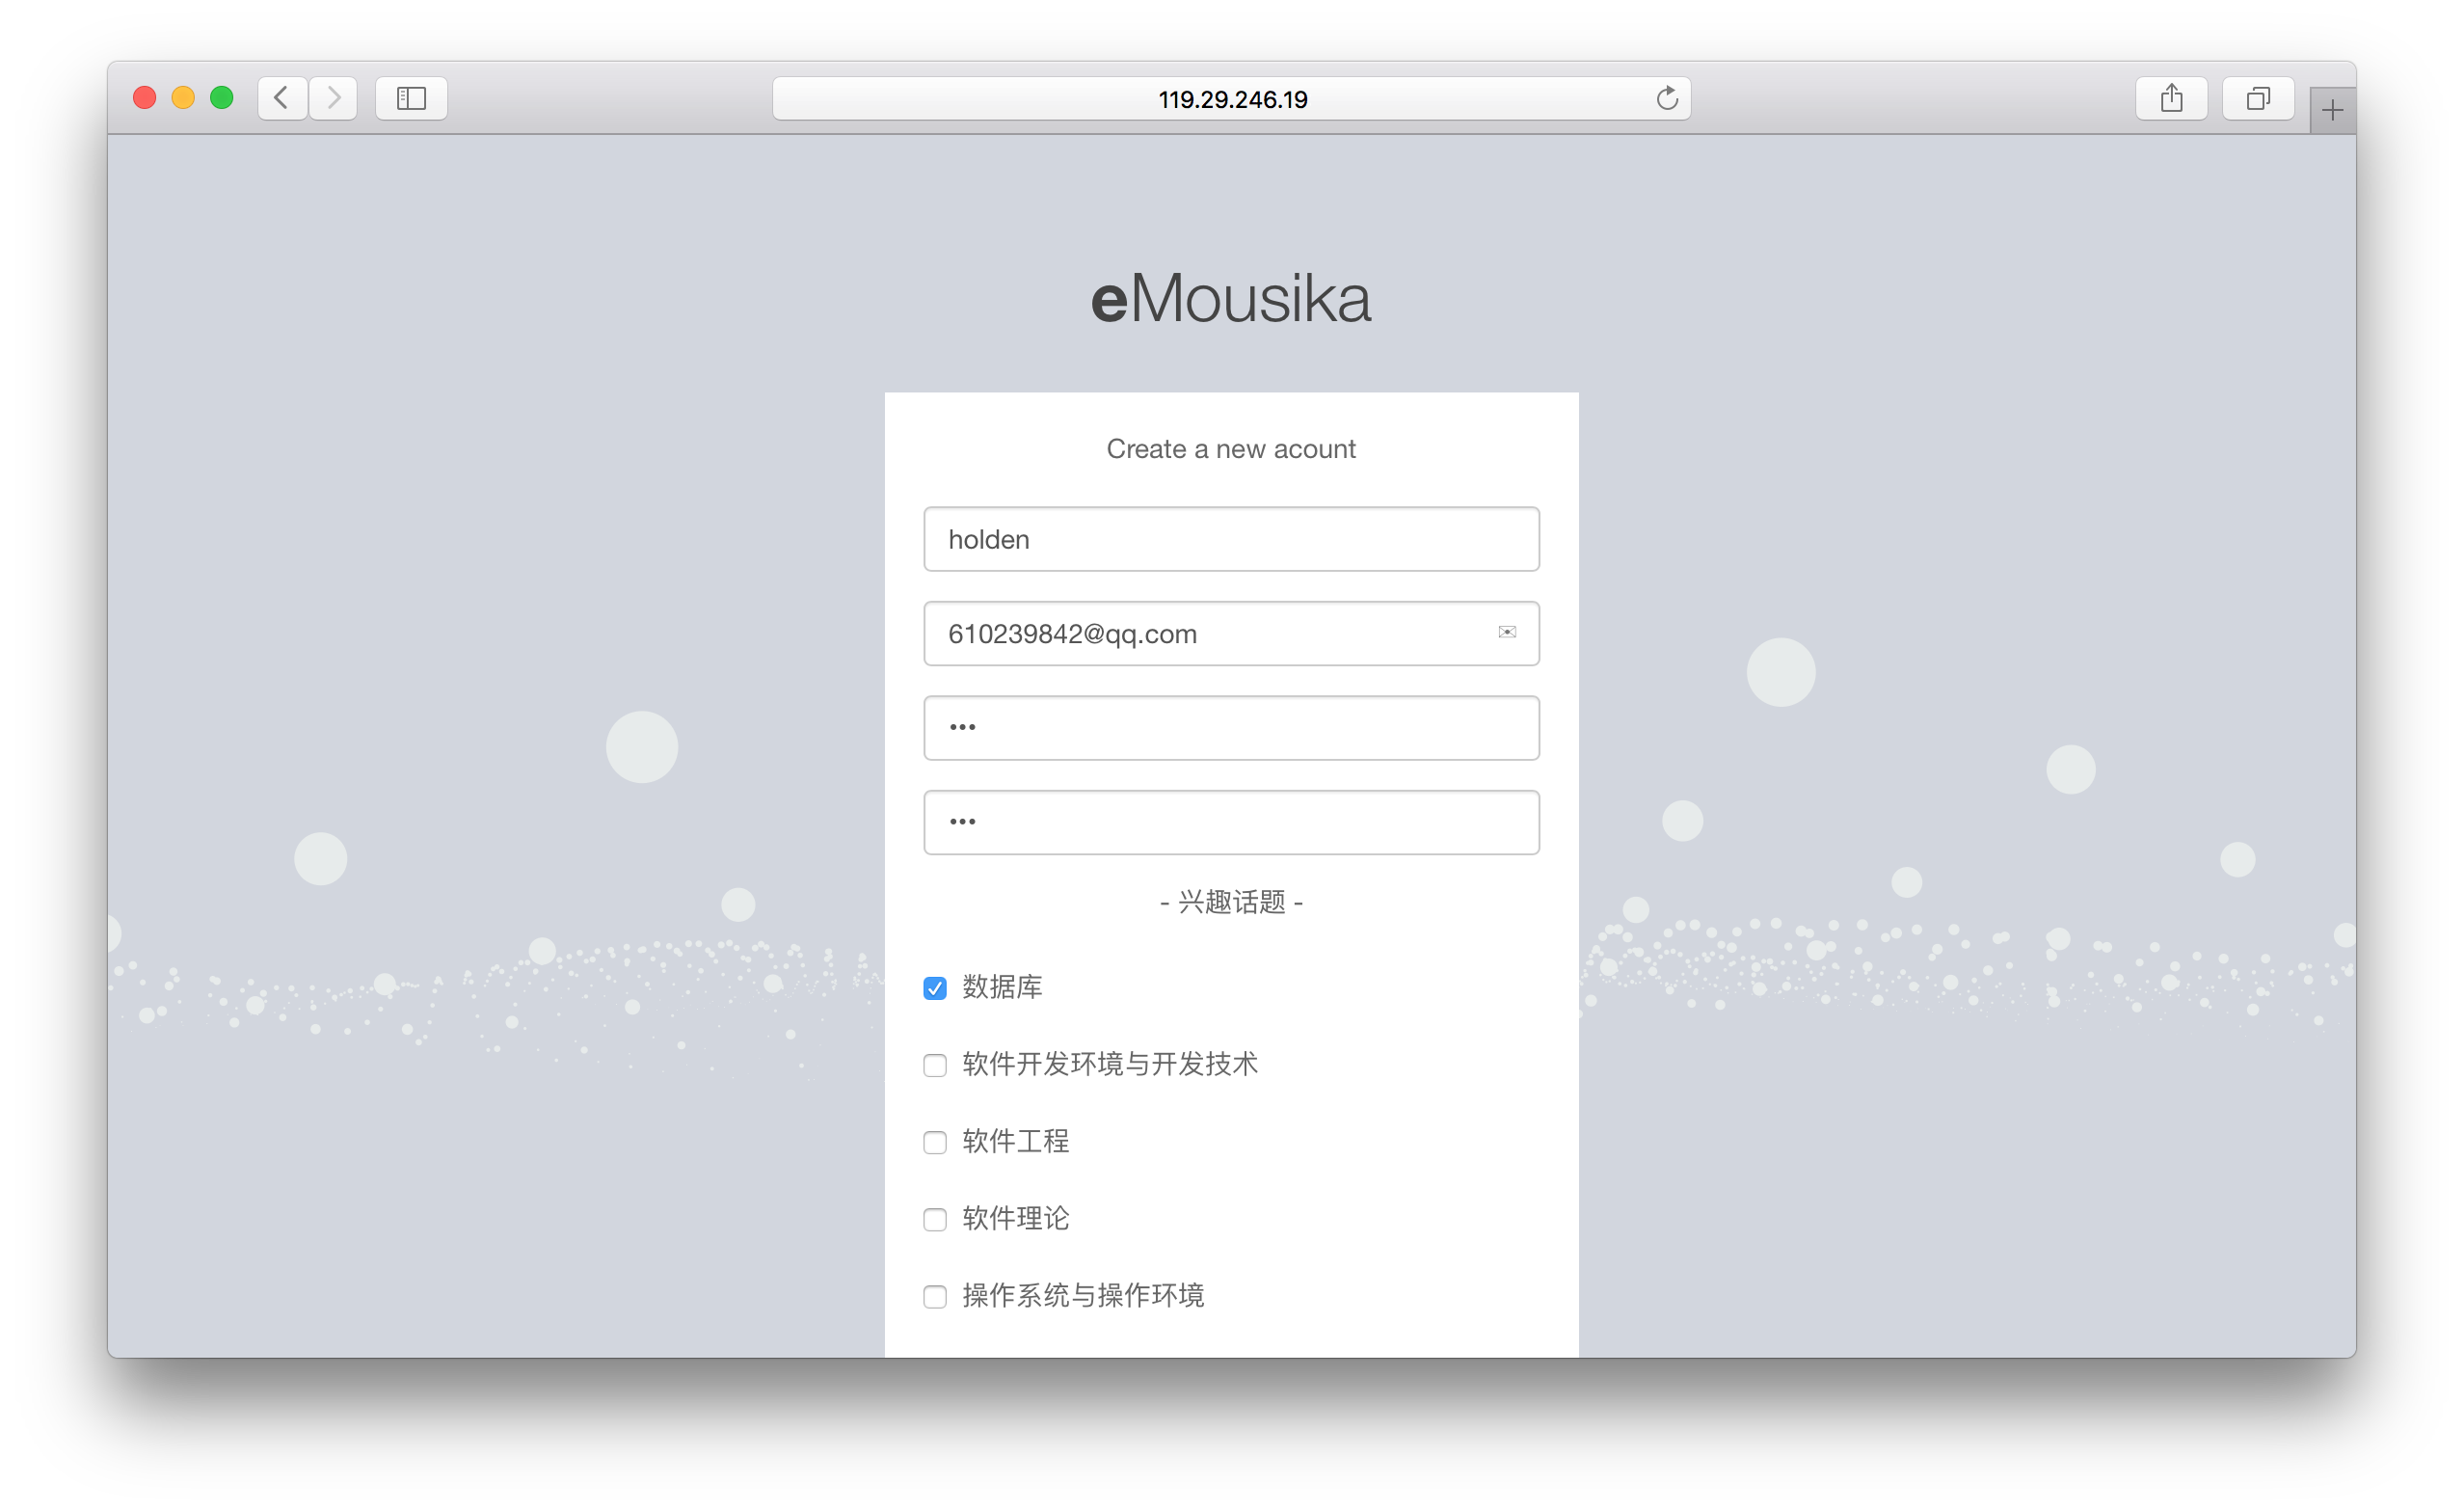 119.29.246.19
eMousika
Create a new acount
holden
610239842@qq.com
•••
•••
- 兴趣话题 -
数据库
软件开发环境与开发技术
软件工程
软件理论
操作系统与操作环境